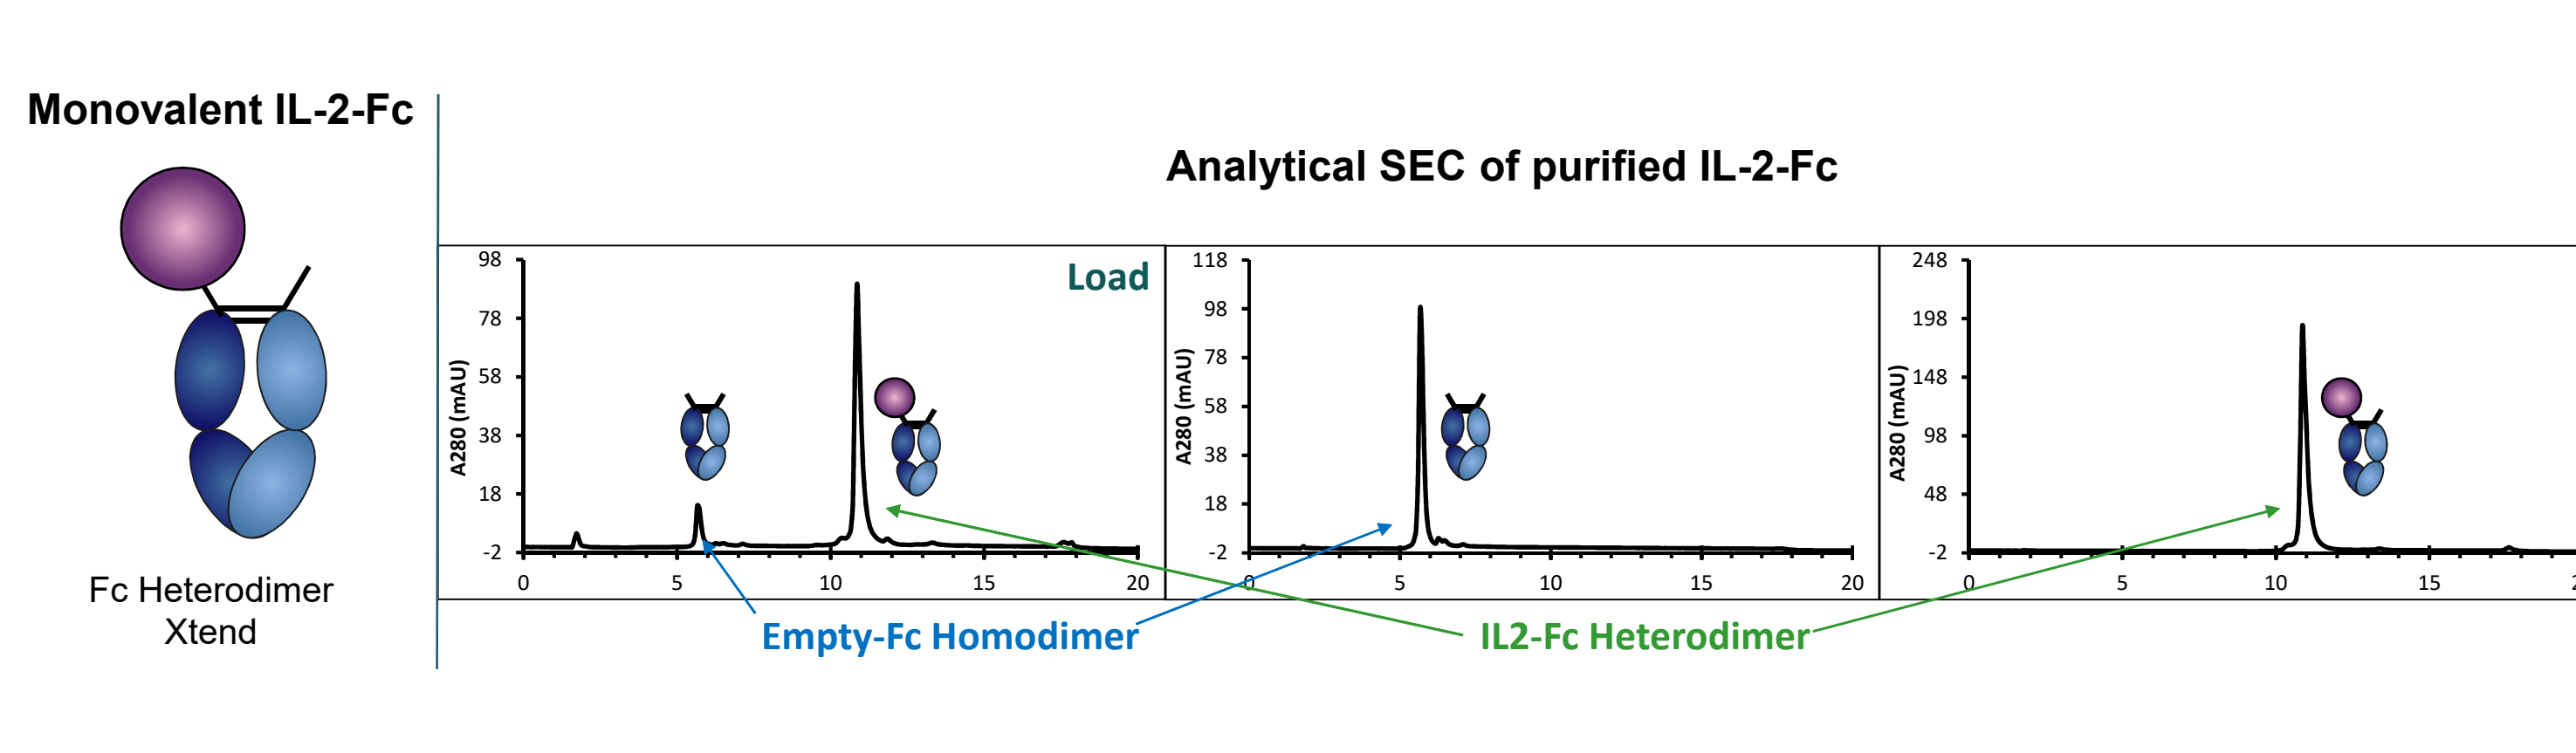 Monovalent IL-2-Fc
Fc Heterodimer
Xtend
Analytical SEC of purified IL-2-Fc
Load
A280 (mAU)
98
78
58
38
18
-2
0 5 10 15 20
A280 (mAU)
118
98
78
58
38
18
-2
0 5 10 15 20
A280 (mAU)
248
198
148
98
48
-2
0 5 10 15
Empty-Fc Homodimer
IL2-Fc Heterodimer